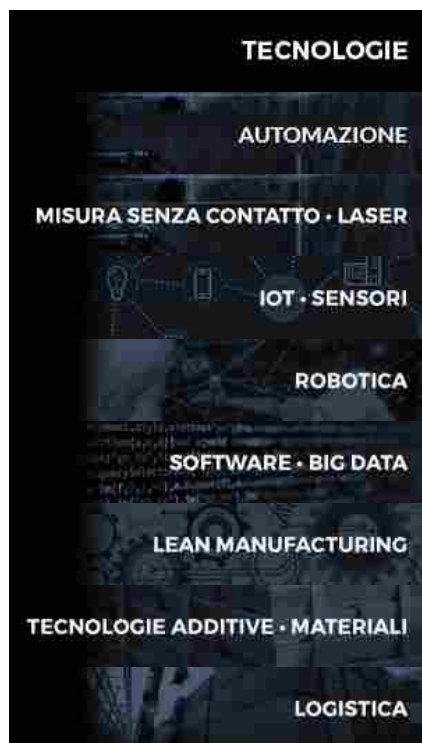 TECNOLOGIE
AUTOMAZIONE
MISURA SENZA CONTATTO • LASER
IOT • SENSORI
ROBOTICA
SOFTWARE • BIG DATA
LEAN MANUFACTURING
TECNOLOGIE ADDITIVE • MATERIALI
LOGISTICA